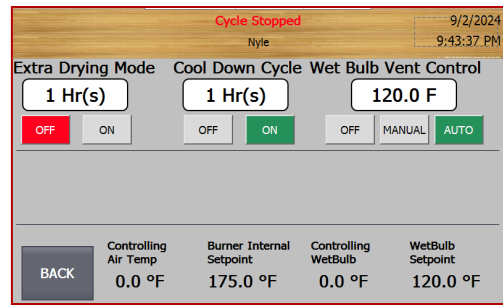 Cycle Stopped
9/2/2024
Nyle
9:43:37 PM
Extra Drying Mode
Cool Down Cycle
Wet Bulb Vent Control
1 Hr(s)
1 Hr(s)
120.0 F
OFF
ON
OFF
ON
OFF
MANUAL
AUTO
BACK
Controlling
Air Temp
0.0 °F
Burner Internal
Setpoint
175.0 °F
Controlling
WetBulb
0.0 °F
WetBulb
Setpoint
120.0 °F